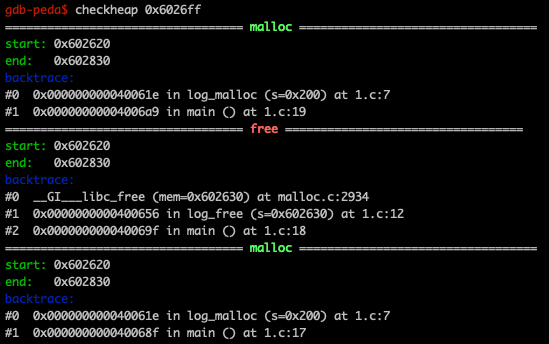 gdb-peda$ checkheap 0x6026ff
================================== malloc ==================================
start: 0x602620
end:   0x602830
backtrace:
#0  0x000000000040061e in log_malloc (s=0x200) at 1.c:7
#1  0x00000000004006a9 in main () at 1.c:19
================================== free ==================================
start: 0x602620
end:   0x602830
backtrace:
#0  __GI___libc_free (mem=0x602630) at malloc.c:2934
#1  0x0000000000400656 in log_free (s=0x602630) at 1.c:12
#2  0x000000000040069f in main () at 1.c:18
================================== malloc ==================================
start: 0x602620
end:   0x602830
backtrace:
#0  0x000000000040061e in log_malloc (s=0x200) at 1.c:7
#1  0x000000000040068f in main () at 1.c:17